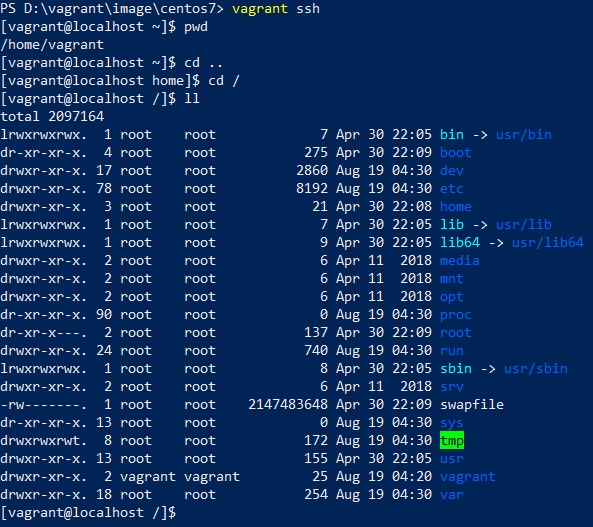 PS D:\vagrant\image\centos7> vagrant ssh
[vagrant@localhost ~]$ pwd
/home/vagrant
[vagrant@localhost ~]$ cd ..
[vagrant@localhost home]$ cd /
[vagrant@localhost /]$ ll
total 2097164
lrwxrwxrwx.  1 root    root             7 Apr 30 22:05 bin -> usr/bin
dr-xr-xr-x.  4 root    root           275 Apr 30 22:09 boot
drwxr-xr-x. 17 root    root          2860 Aug 19 04:30 dev
drwxr-xr-x. 78 root    root          8192 Aug 19 04:30 etc
drwxr-xr-x.  3 root    root            21 Apr 30 22:08 home
lrwxrwxrwx.  1 root    root             7 Apr 30 22:05 lib -> usr/lib
lrwxrwxrwx.  1 root    root             9 Apr 30 22:05 lib64 -> usr/lib64
drwxr-xr-x.  2 root    root             6 Apr 11  2018 media
drwxr-xr-x.  2 root    root             6 Apr 11  2018 mnt
drwxr-xr-x.  2 root    root             6 Apr 11  2018 opt
dr-xr-xr-x. 90 root    root             0 Aug 19 04:30 proc
dr-xr-x---.  2 root    root           137 Apr 30 22:09 root
drwxr-xr-x. 24 root    root           740 Aug 19 04:30 run
lrwxrwxrwx.  1 root    root             8 Apr 30 22:05 sbin -> usr/sbin
drwxr-xr-x.  2 root    root             6 Apr 11  2018 srv
-rw-------.  1 root    root    2147483648 Apr 30 22:09 swapfile
dr-xr-xr-x. 13 root    root             0 Aug 19 04:30 sys
drwxrwxrwt.  8 root    root           172 Aug 19 04:30 tmp
drwxr-xr-x. 13 root    root           155 Apr 30 22:05 usr
drwxr-xr-x.  2 vagrant vagrant         25 Aug 19 04:20 vagrant
drwxr-xr-x. 18 root    root           254 Aug 19 04:30 var
[vagrant@localhost /]$